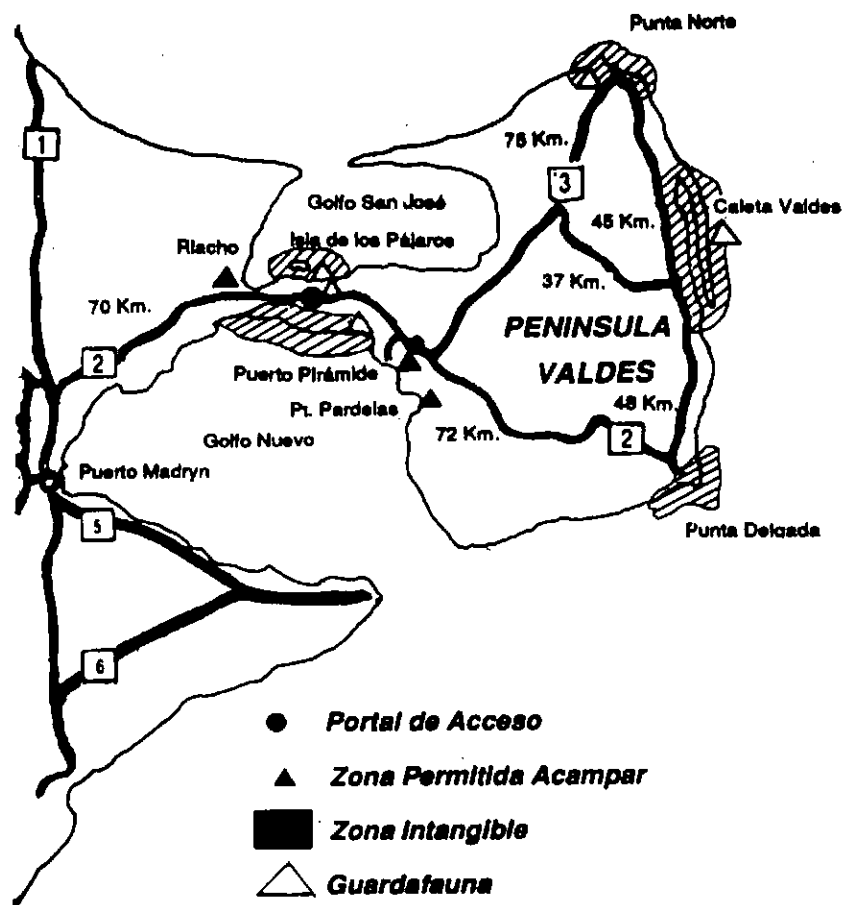 Punta Norte
1
76 Km.
3
Golfo San José
Caleta Valdes
Isla de los Pájaros
45 Km.
Riacho
37 Km.
70 Km.
PENINSULA
VALDES
2
Puerto Pirámide
Pt. Pardelas
48 Km.
72 Km.
2
Golfo Nuevo
Puerto Madryn
5
Punta Delgada
6
Portal de Acceso
Zona Permitida Acampar
Zona Intangible
Guardafauna